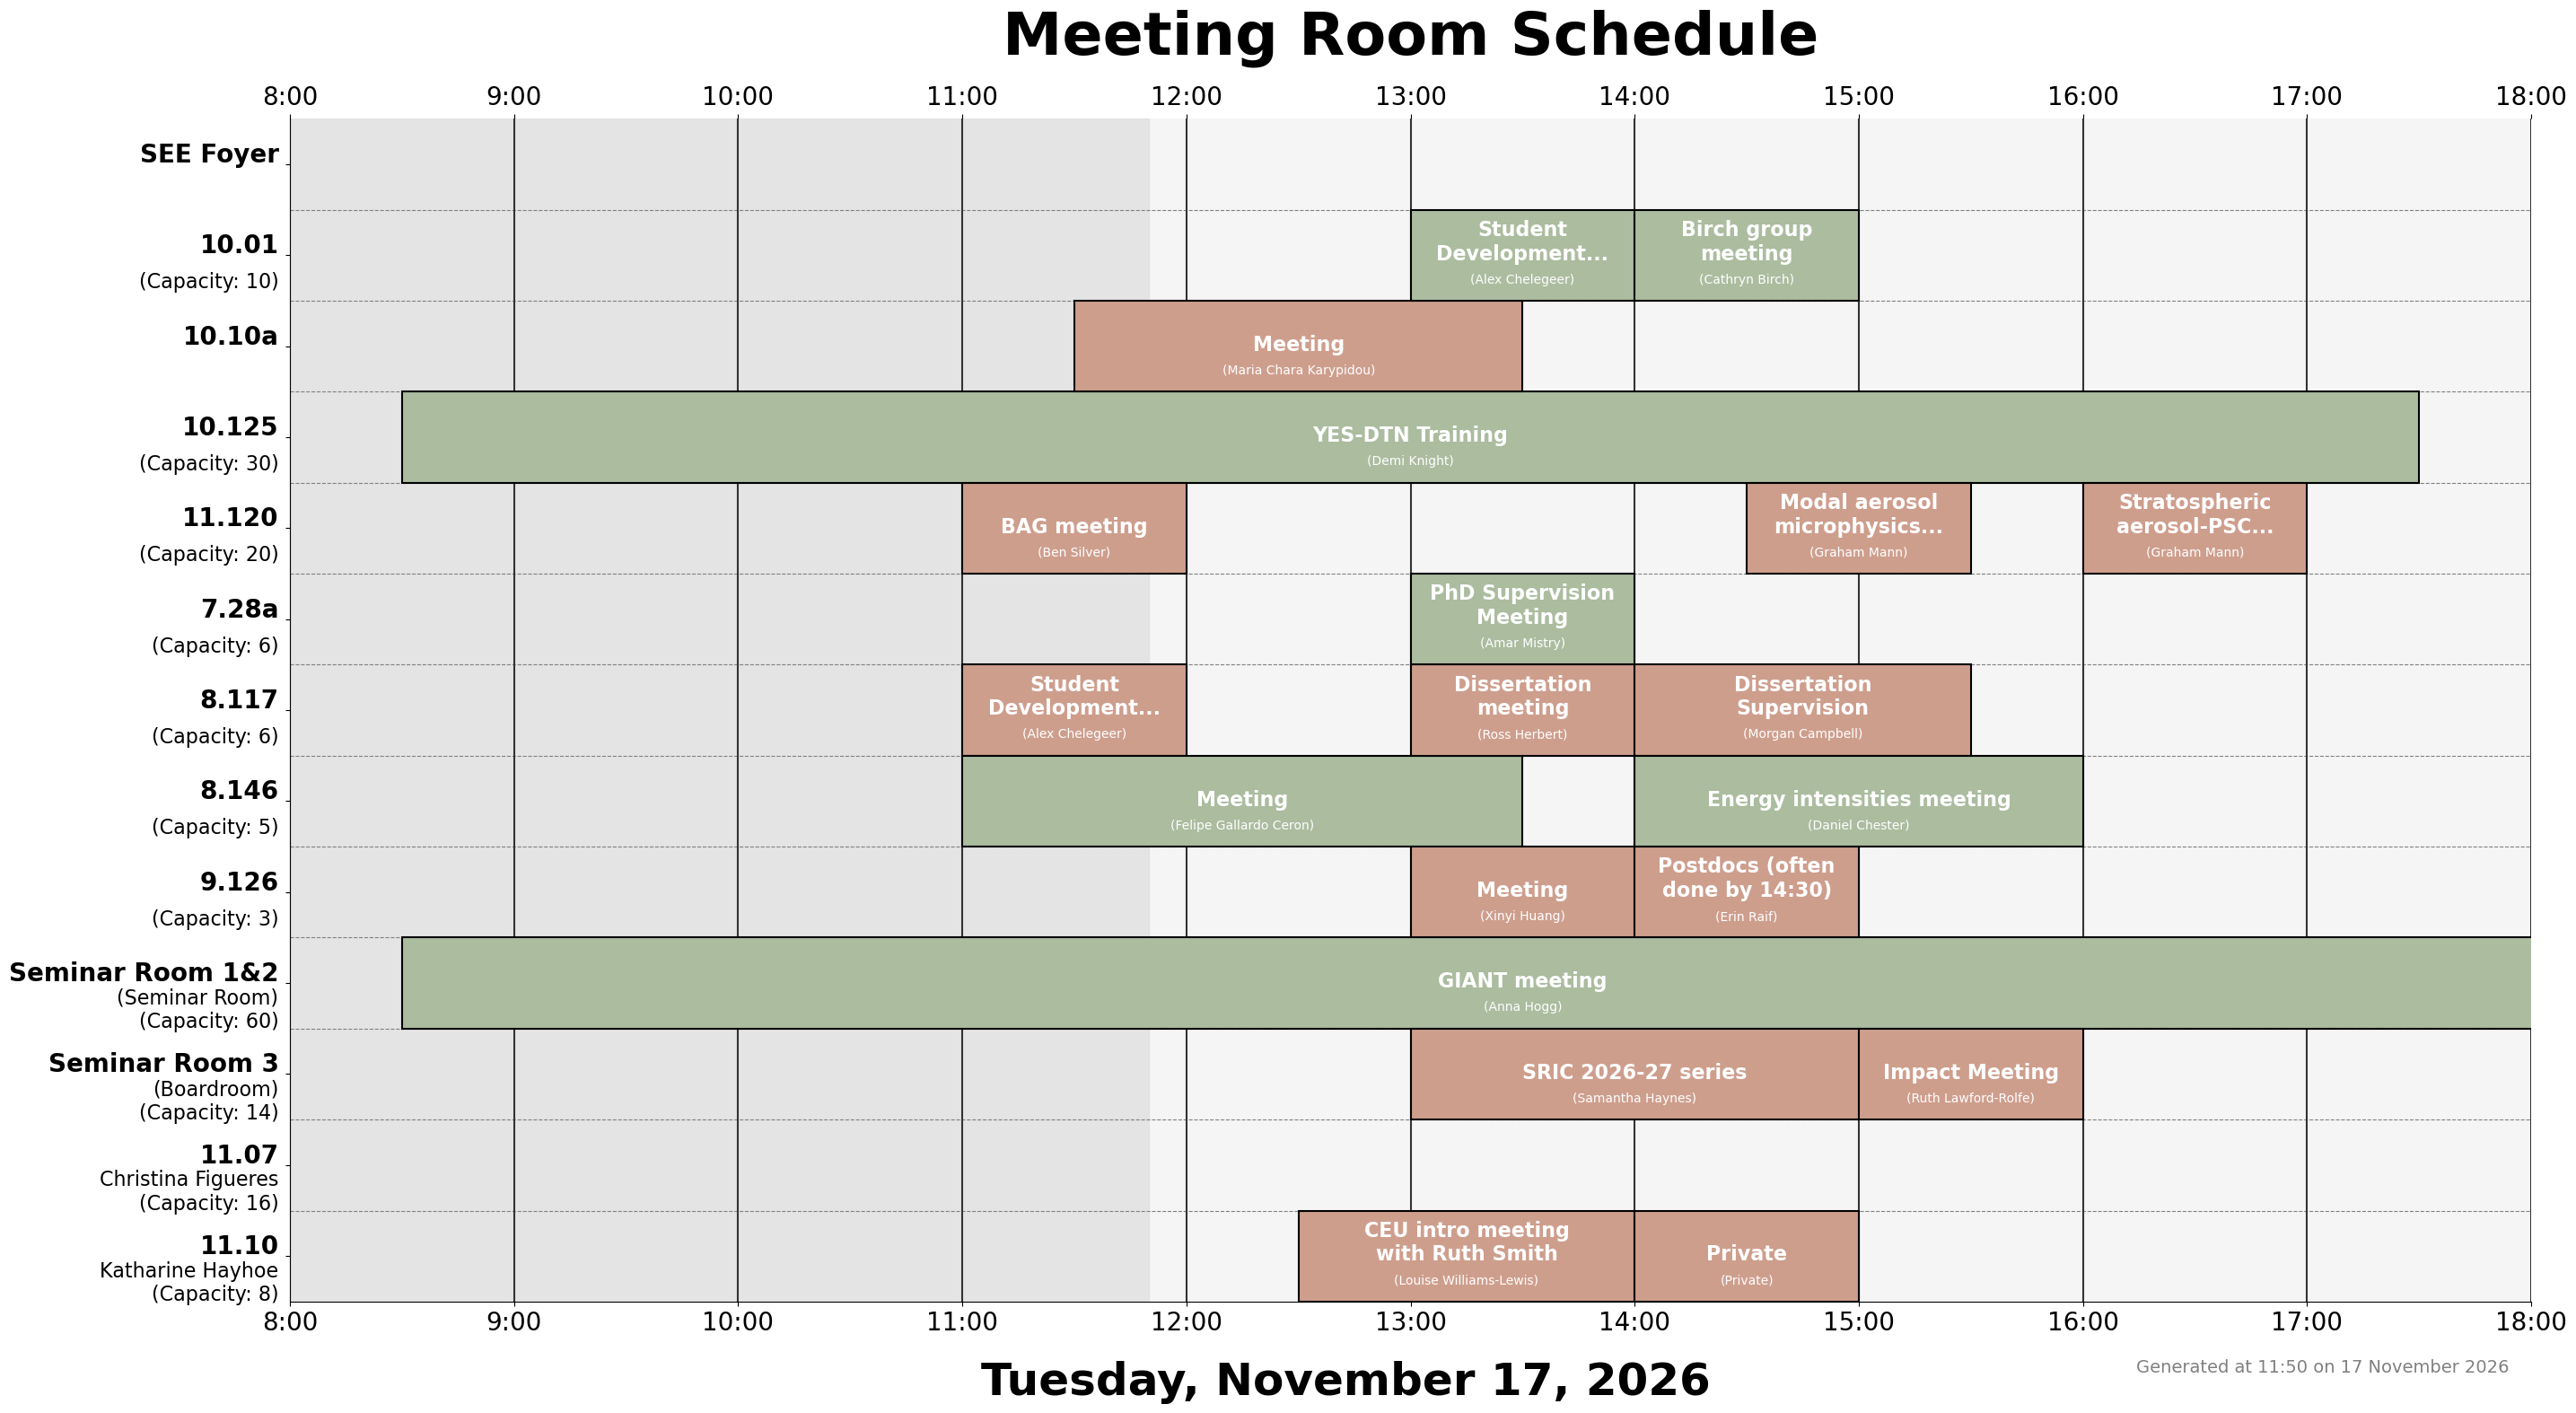 Meeting Room Schedule
8:00 9:00 10:00 11:00 12:00 13:00 14:00 15:00 16:00 17:00 18:00
SEE Foyer
10.01
(Capacity: 10)
Student
Development...
(Alex Chelegeer)
Birch group
meeting
(Cathryn Birch)
10.10a
Meeting
(Maria Chara Karypidou)
10.125
(Capacity: 30)
YES-DTN Training
(Demi Knight)
11.120
(Capacity: 20)
BAG meeting
(Ben Silver)
Modal aerosol
microphysics...
(Graham Mann)
Stratospheric
aerosol-PSC...
(Graham Mann)
7.28a
(Capacity: 6)
PhD Supervision
Meeting
(Amar Mistry)
8.117
(Capacity: 6)
Student
Development...
(Alex Chelegeer)
Dissertation
meeting
(Ross Herbert)
Dissertation
Supervision
(Morgan Campbell)
8.146
(Capacity: 5)
Meeting
(Felipe Gallardo Ceron)
Energy intensities meeting
(Daniel Chester)
9.126
(Capacity: 3)
Meeting
(Xinyi Huang)
Postdocs (often
done by 14:30)
(Erin Raif)
Seminar Room 1&2
(Seminar Room)
(Capacity: 60)
GIANT meeting
(Anna Hogg)
Seminar Room 3
(Boardroom)
(Capacity: 14)
SRIC 2026-27 series
(Samantha Haynes)
Impact Meeting
(Ruth Lawford-Rolfe)
11.07
Christina Figueres
(Capacity: 16)
11.10
Katharine Hayhoe
(Capacity: 8)
CEU intro meeting
with Ruth Smith
(Louise Williams-Lewis)
Private
(Private)
8:00 9:00 10:00 11:00 12:00 13:00 14:00 15:00 16:00 17:00 18:00
Tuesday, November 17, 2026
Generated at 11:50 on 17 November 2026